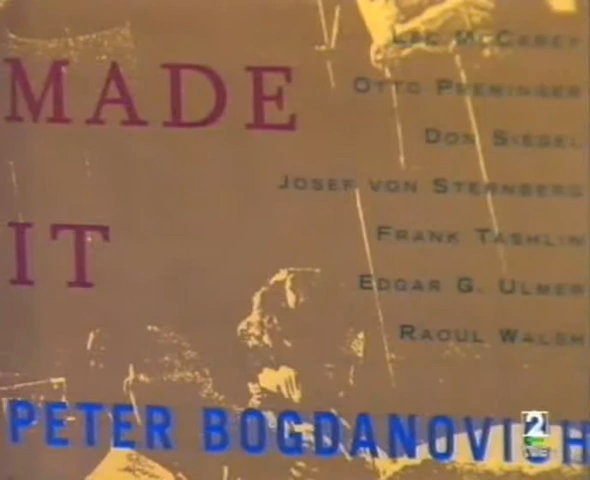 MADE
IT
LEO McCAREY
OTTO PREMINGER
DON SIEGEL
JOSEF VON STERNBERG
FRANK TASHLIN
EDGAR G. ULMER
RAOUL WALSH
PETER BOGDANOVICH
2